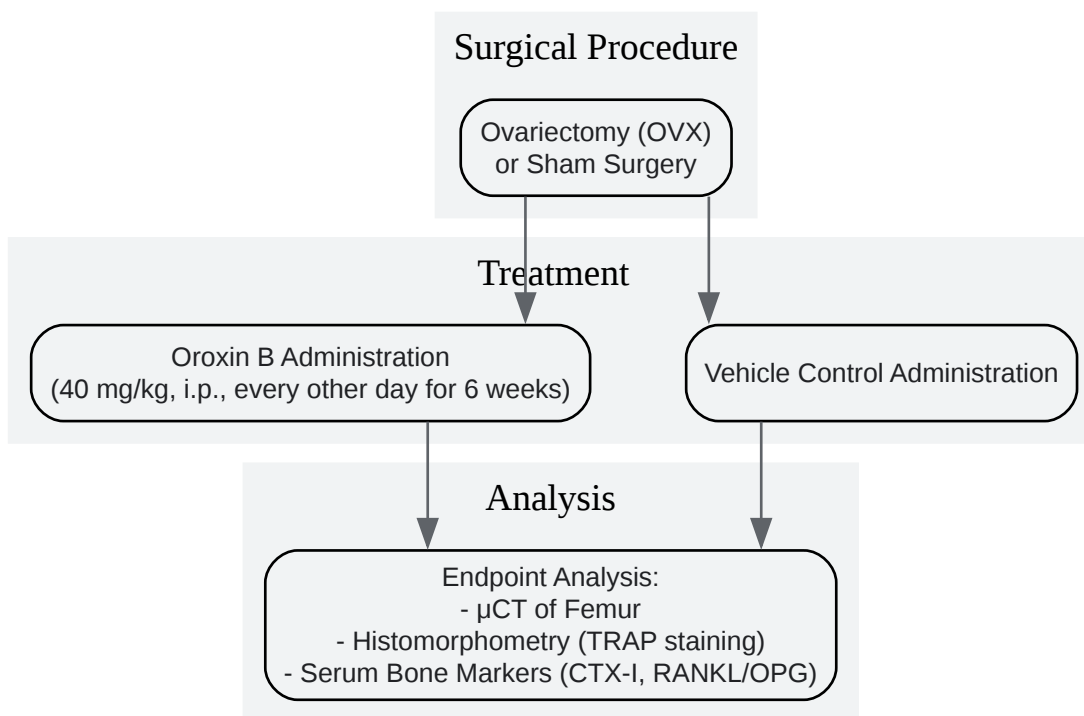 Surgical Procedure
Ovariectomy (OVX)
or Sham Surgery
Treatment
Oroxin B Administration
(40 mg/kg, i.p., every other day for 6 weeks)
Vehicle Control Administration
Analysis
Endpoint Analysis:
- µCT of Femur
- Histomorphometry (TRAP staining)
- Serum Bone Markers (CTX-I, RANKL/OPG)